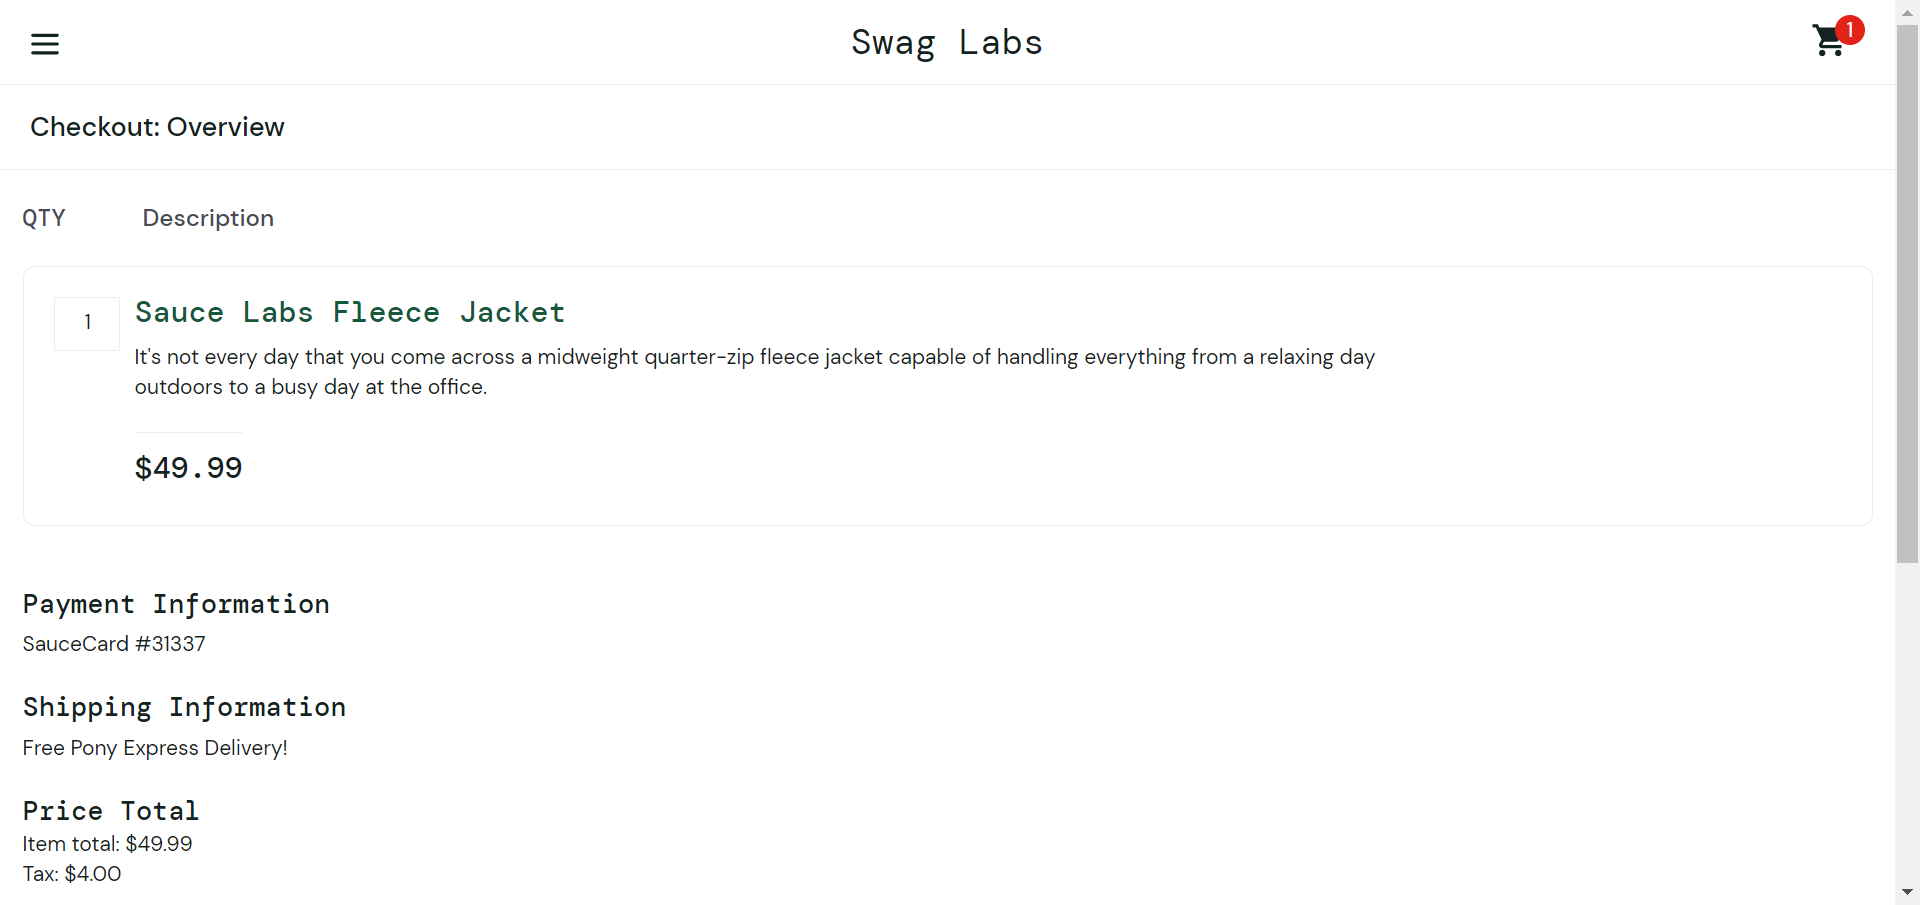 Swag Labs
1
Checkout: Overview
QTY Description
1
Sauce Labs Fleece Jacket
It's not every day that you come across a midweight quarter-zip fleece jacket capable of handling everything from a relaxing day
outdoors to a busy day at the office.
$49.99
Payment Information
SauceCard #31337
Shipping Information
Free Pony Express Delivery!
Price Total
Item total: $49.99
Tax: $4.00